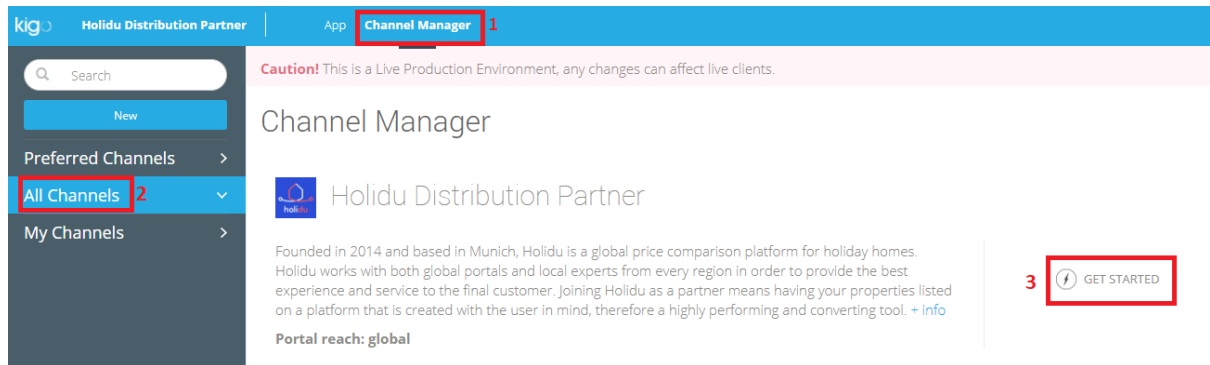 kigo Holidu Distribution Partner App Channel Manager 1
Search
Caution! This is a Live Production Environment, any changes can affect live clients.
New
Channel Manager
Preferred Channels
All Channels 2
holidu Holidu Distribution Partner
My Channels
Founded in 2014 and based in Munich, Holidu is a global price comparison platform for holiday homes.
Holidu works with both global portals and local experts from every region in order to provide the best
experience and service to the final customer. Joining Holidu as a partner means having your properties listed
on a platform that is created with the user in mind, therefore a highly performing and converting tool. + info
3 GET STARTED
Portal reach: global